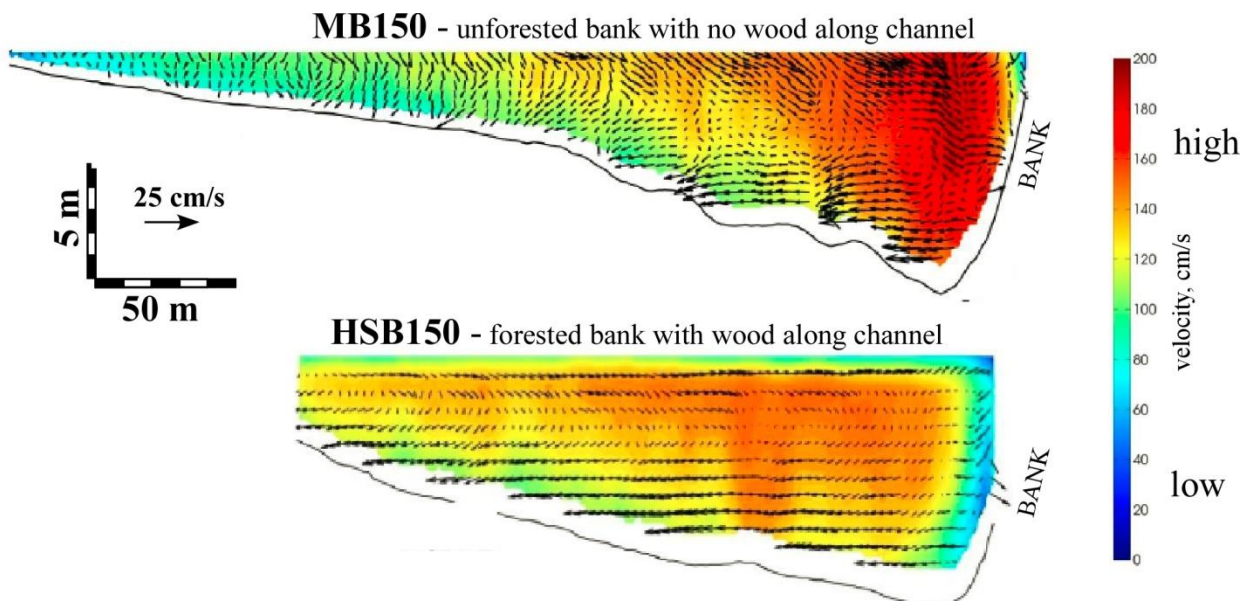 MB150 - unforested bank with no wood along channel
BANK
5 m
25 cm/s
50 m
HSB150 - forested bank with wood along channel
BANK
200
180
160
140
120
100
80
60
40
20
0
velocity, cm/s
high
low